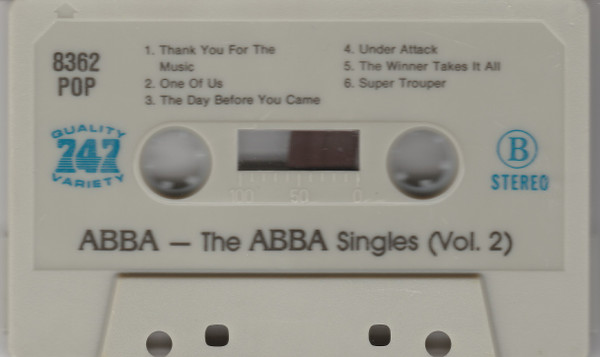 8362
POP
1. Thank You For The
Music
2. One Of Us
3. The Day Before You Came
4. Under Attack
5. The Winner Takes It All
6. Super Trouper
QUALITY
747
VARIETY
B
STEREO
100 50 0
ABBA — The ABBA Singles (Vol. 2)